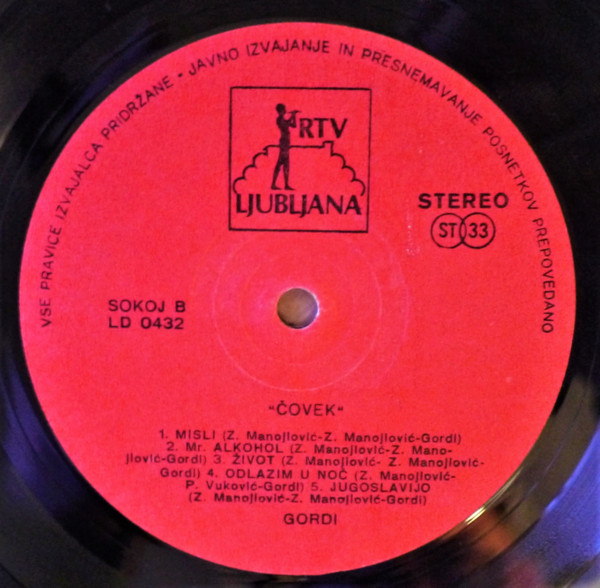 VSE PRAVICE IZVAJALCA PRIDRŽANE - JAVNO IZVAJANJE IN PRESNEMAVANJE POSNETKOV PREPOVEDANO
RTV
LJUBLJANA
STEREO
ST 33
SOKOJ B
LD 0432
"ČOVEK"
1. MISLI (Z. Manojlović-Z. Manojlović-Gordi)
2. Mr. ALKOHOL (Z. Manojlović-Z. Mano-
jlović-Gordi) 3. ŽIVOT (Z. Manojlović- Z. Manojlović-
Gordi) 4. ODLAZIM U NOĆ (Z. Manojlović-
P. Vuković-Gordi) 5. JUGOSLAVIJO
(Z. Manojlović-Z. Manojlović-Gordi)
GORDI